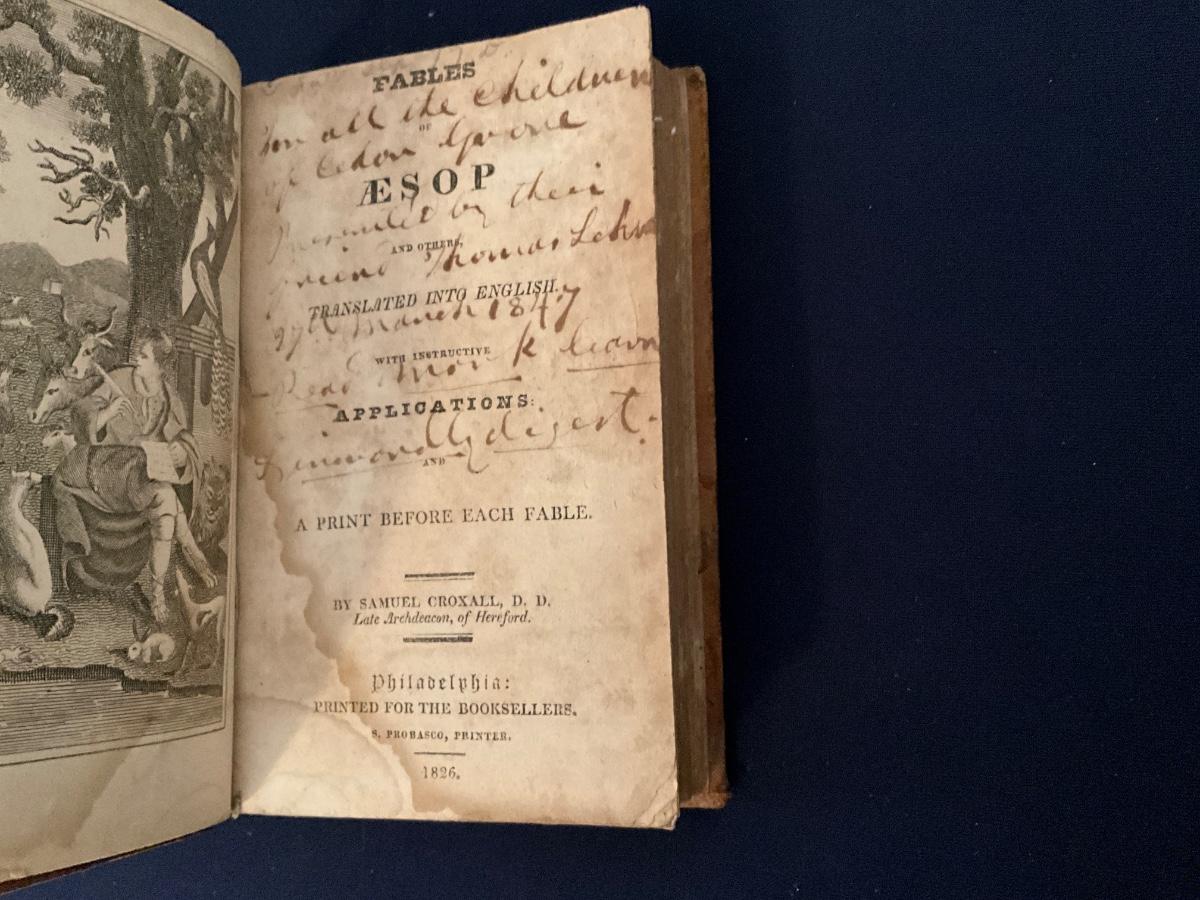 FABLES
all the children
OF
of Cedar Grove
ÆSOP
Presented by their
AND OTHERS,
friend Thomas
TRANSLATED INTO ENGLISH.
27th March 1847
WITH INSTRUCTIVE
Read mark learn
APPLICATIONS:
& inwardly digest.
AND
A PRINT BEFORE EACH FABLE.
BY SAMUEL CROXALL, D. D.
Late Archdeacon, of Hereford.
Philadelphia:
PRINTED FOR THE BOOKSELLERS.
S. PROBASCO, PRINTER.
1826.